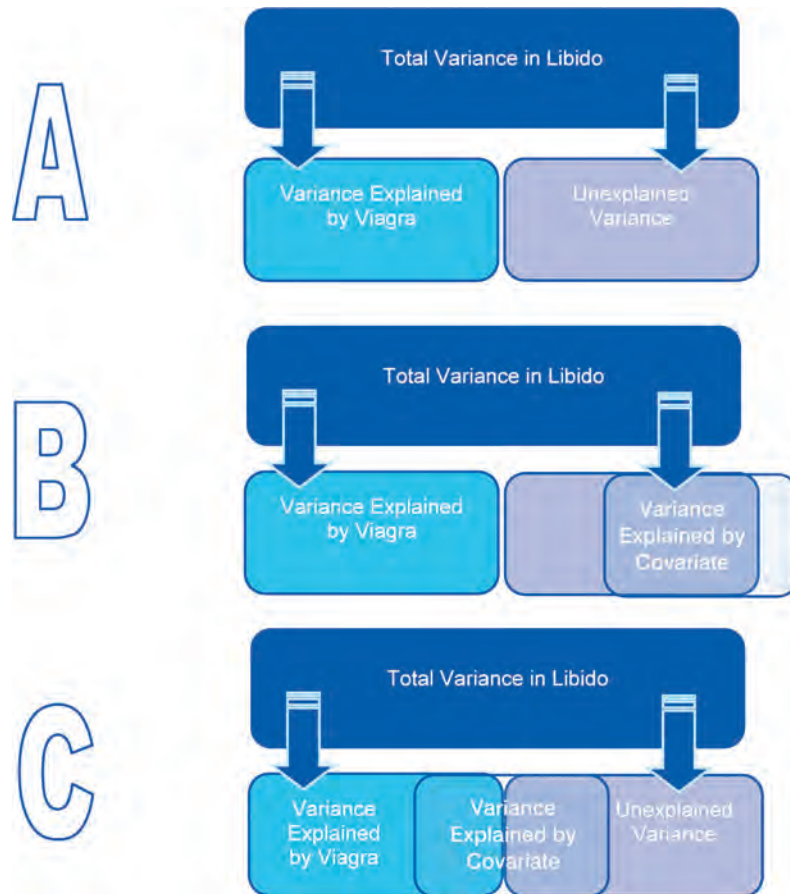 A
Total Variance in Libido
Variance Explained
by Viagra
Unexplained
Variance
B
Total Variance in Libido
Variance Explained
by Viagra
Variance
Explained by
Covariate
C
Total Variance in Libido
Variance
Explained
by Viagra
Variance
Explained by
Covariate
Unexplained
Variance